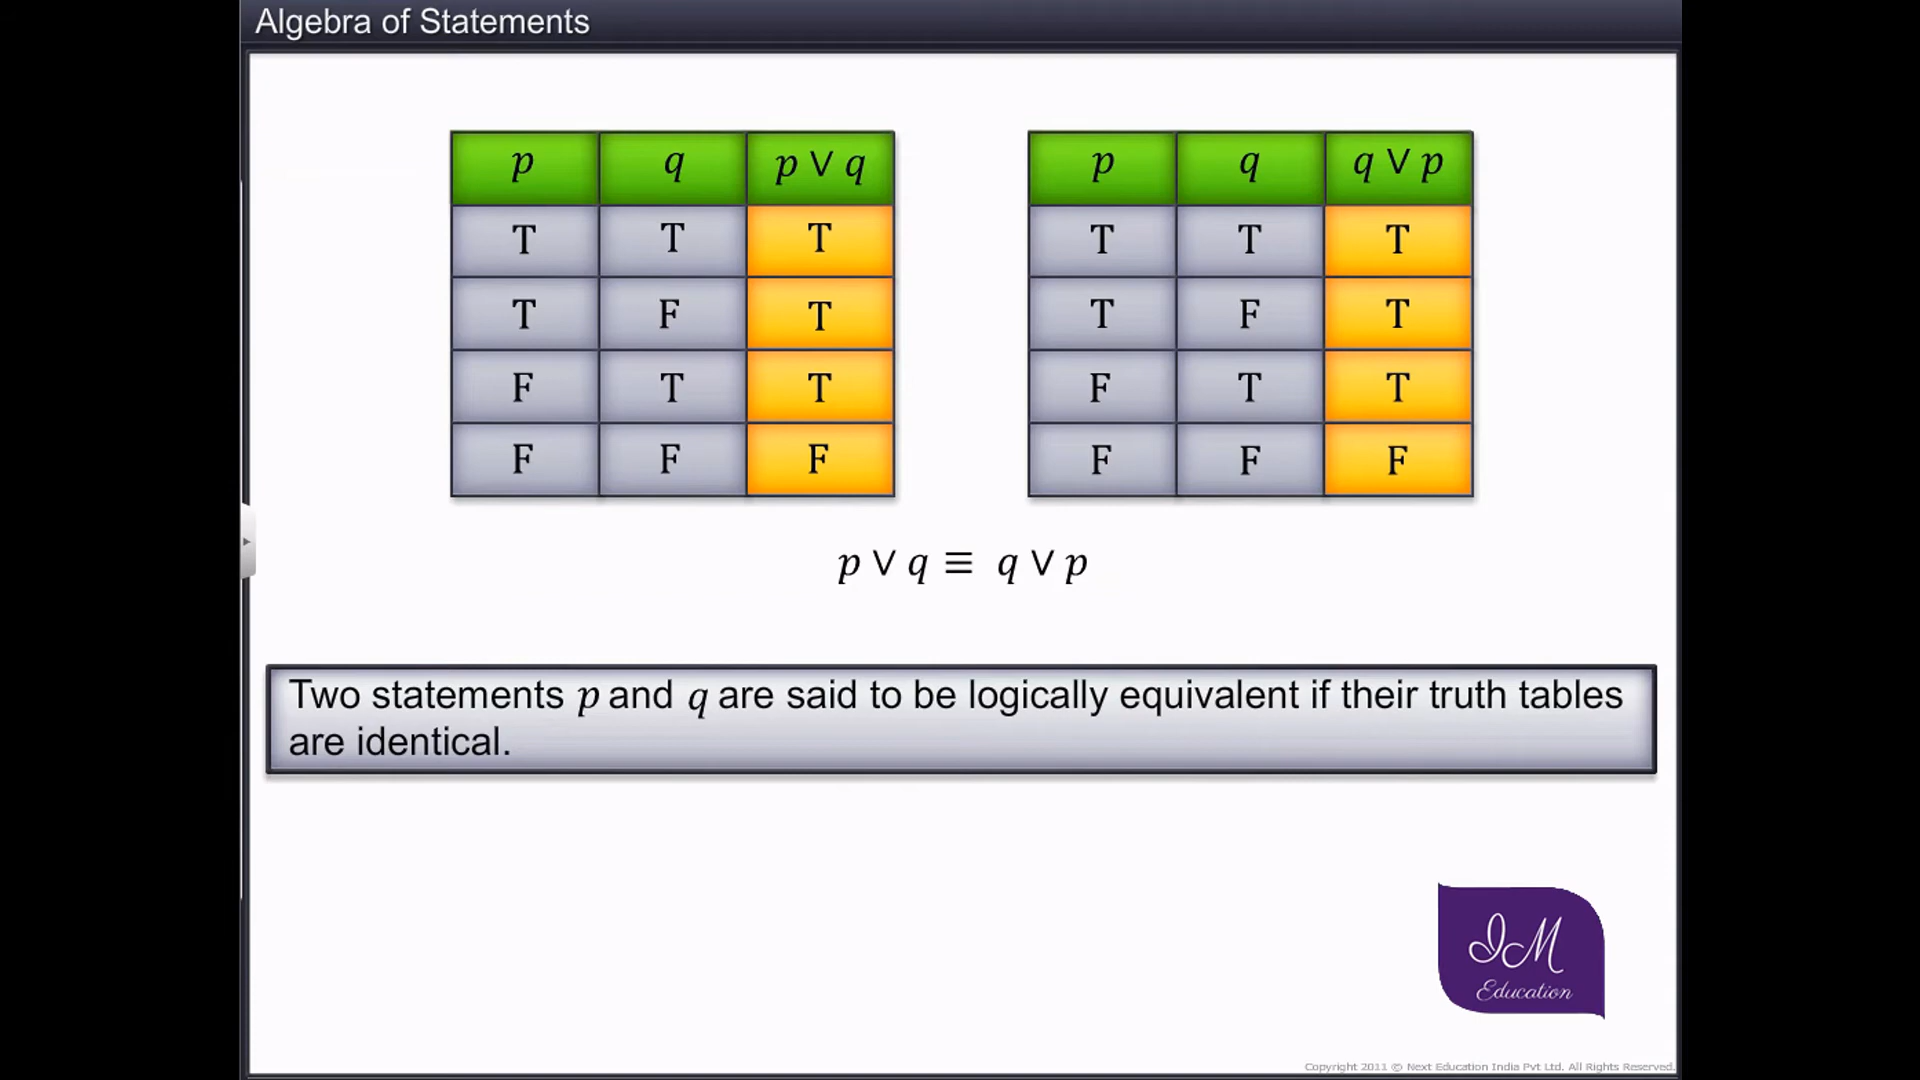 Algebra of Statements
p q p ∨ q
T T T
T F T
F T T
F F F
p q q ∨ p
T T T
T F T
F T T
F F F
p ∨ q ≡ q ∨ p
Two statements p and q are said to be logically equivalent if their truth tables
are identical.
JM
Education
Copyright 2011 © Next Education India Pvt Ltd. All Rights Reserved.